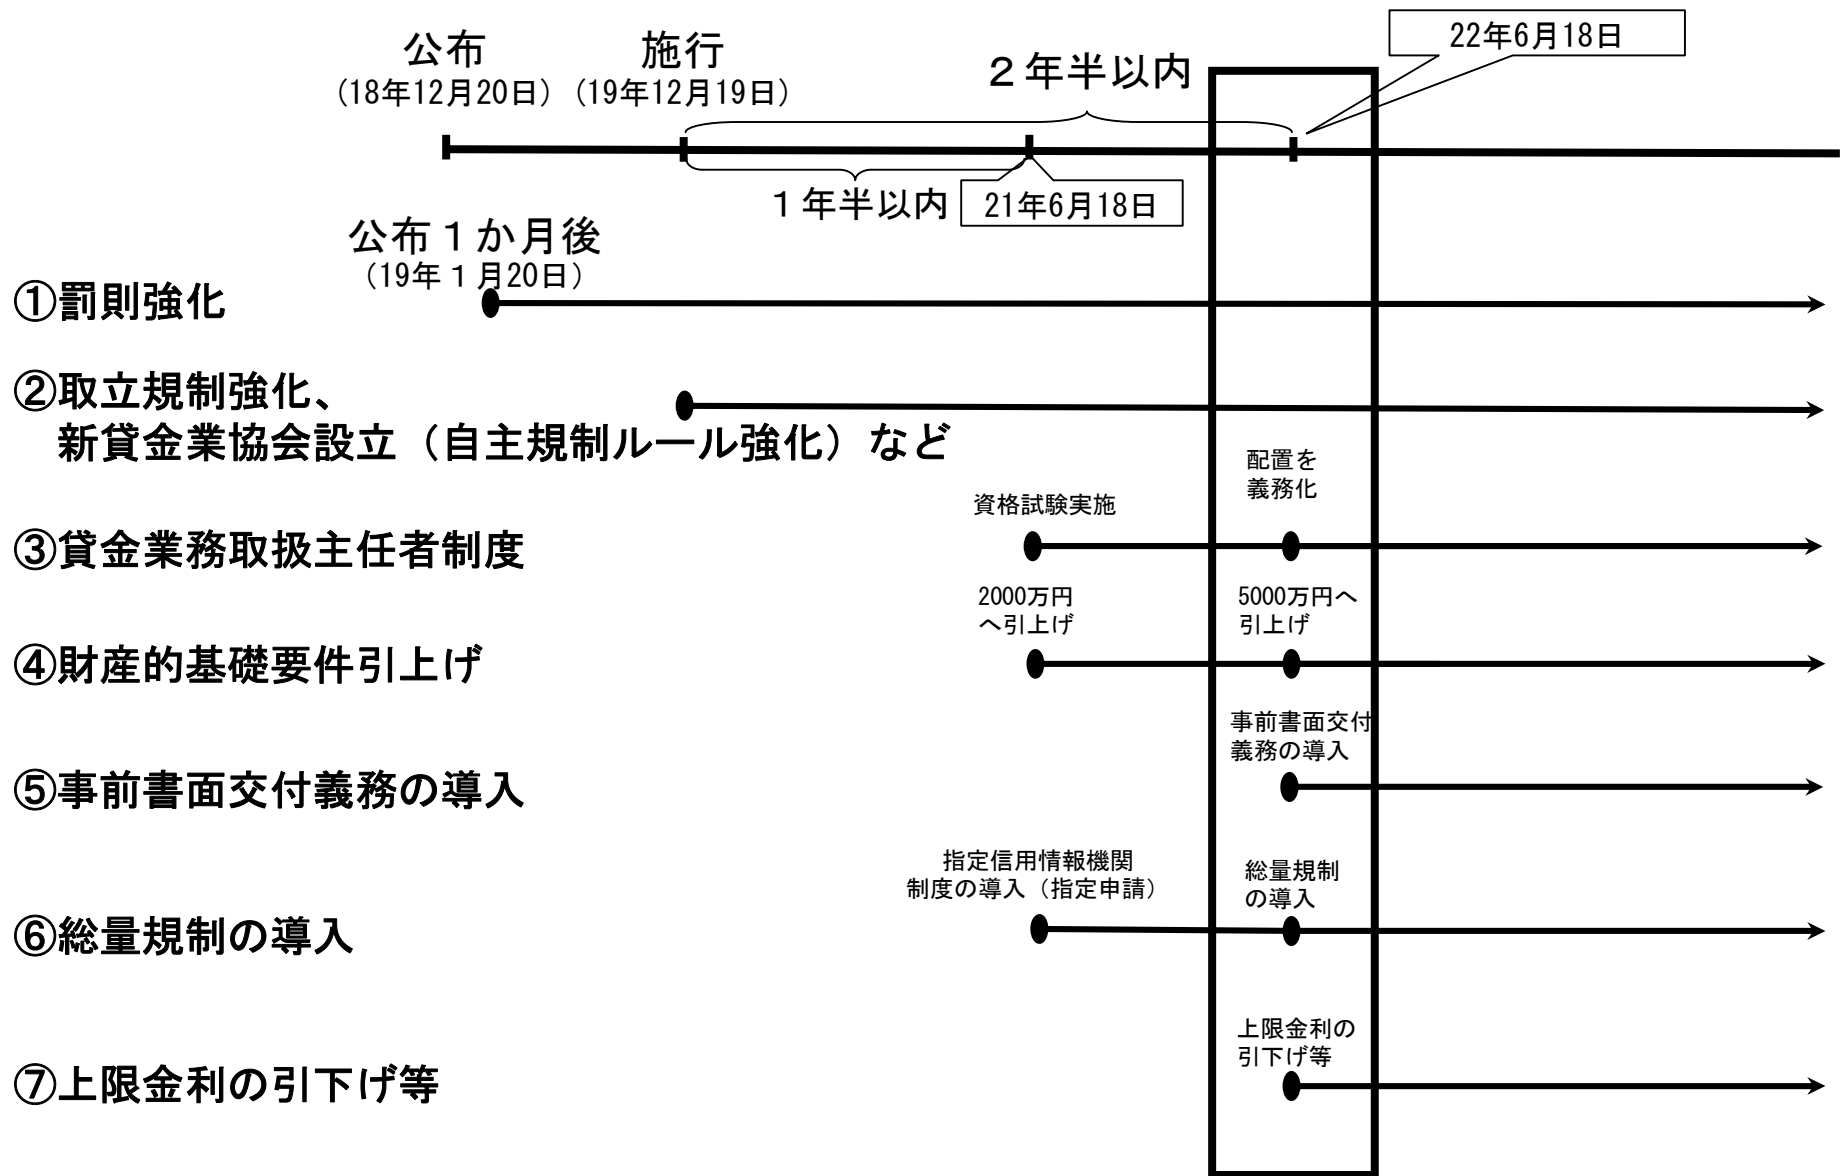 公布
(18年12月20日)
施行
(19年12月19日)
２年半以内
22年6月18日
１年半以内
21年6月18日
公布１か月後
(19年１月20日)
①罰則強化
②取立規制強化、
新貸金業協会設立（自主規制ルール強化）など
資格試験実施
配置を
義務化
③貸金業務取扱主任者制度
2000万円
へ引上げ
5000万円へ
引上げ
④財産的基礎要件引上げ
事前書面交付
義務の導入
⑤事前書面交付義務の導入
指定信用情報機関
制度の導入（指定申請）
総量規制
の導入
⑥総量規制の導入
上限金利の
引下げ等
⑦上限金利の引下げ等